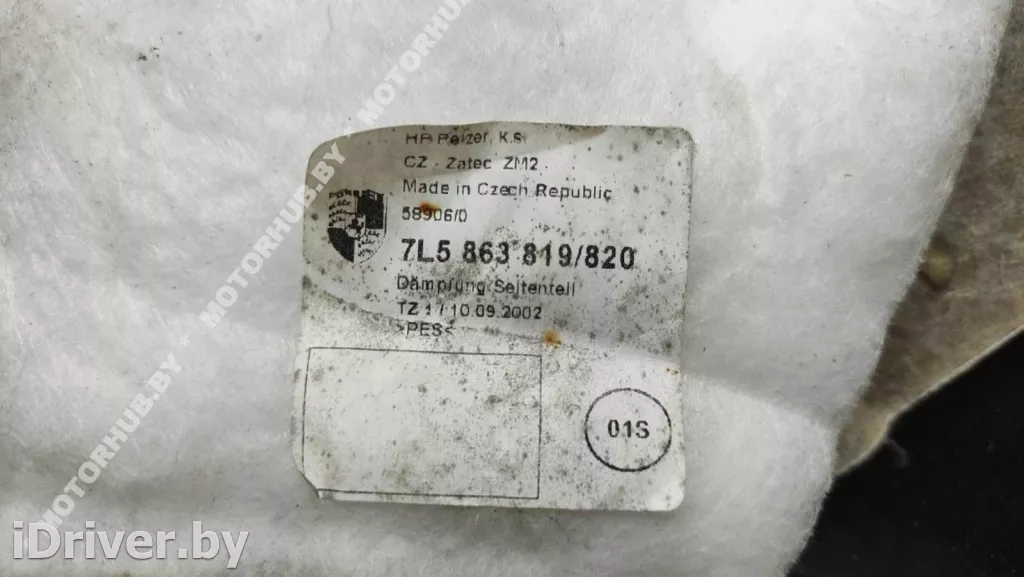 HP Pelzer, k.s.
CZ - Zatec ZM2
Made in Czech Republic
58906/0
7L5 863 819/820
Dämpfung Seitenteil
TZ 1 / 10.09.2002
>PES<
01S
MOTORHUB.BY * MOTORHUB.BY * MOTORHUB.BY
iDriver.by